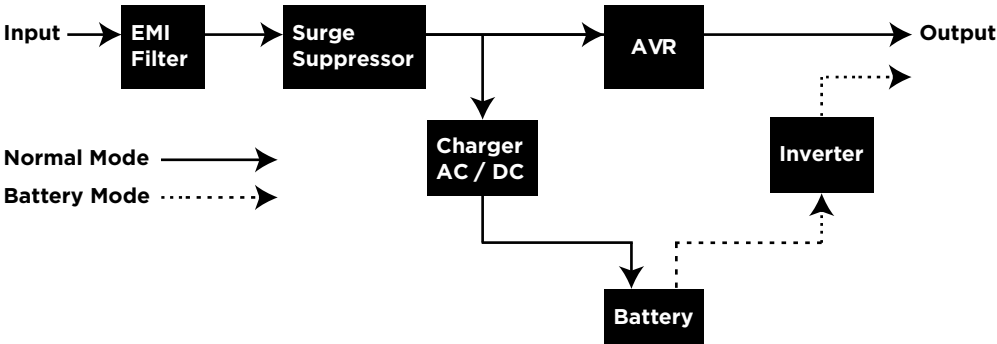 Input
EMI
Filter
Surge
Suppressor
AVR
Output
Charger
AC / DC
Inverter
Normal Mode
Battery Mode
Battery